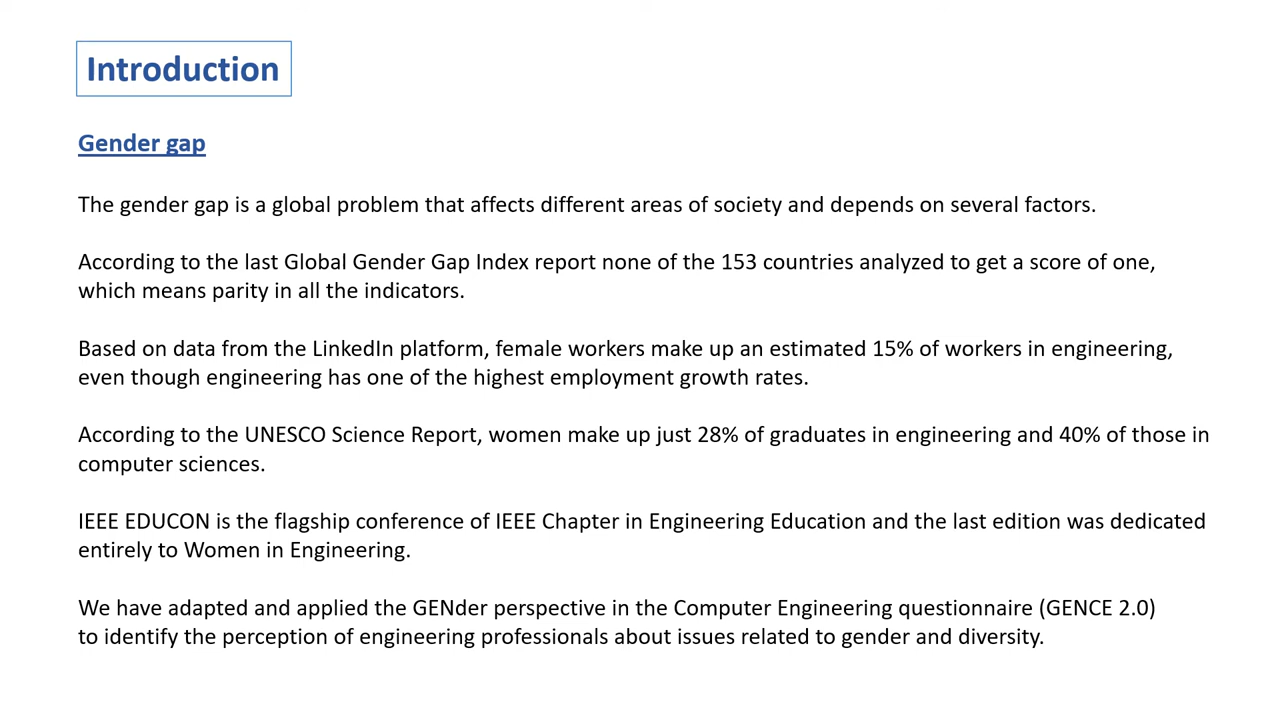 Introduction
Gender gap
The gender gap is a global problem that affects different areas of society and depends on several factors.
According to the last Global Gender Gap Index report none of the 153 countries analyzed to get a score of one,
which means parity in all the indicators.
Based on data from the LinkedIn platform, female workers make up an estimated 15% of workers in engineering,
even though engineering has one of the highest employment growth rates.
According to the UNESCO Science Report, women make up just 28% of graduates in engineering and 40% of those in
computer sciences.
IEEE EDUCON is the flagship conference of IEEE Chapter in Engineering Education and the last edition was dedicated
entirely to Women in Engineering.
We have adapted and applied the GENder perspective in the Computer Engineering questionnaire (GENCE 2.0)
to identify the perception of engineering professionals about issues related to gender and diversity.